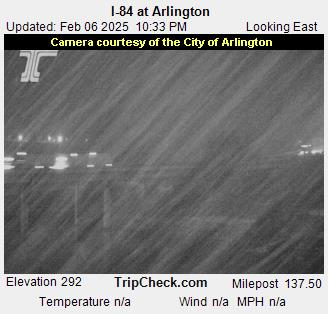 I-84 at Arlington
Updated: Feb 06 2025 10:33 PM Looking East
Camera courtesy of the City of Arlington
Elevation 292 TripCheck.com Milepost 137.50
Temperature n/a Wind n/a MPH n/a